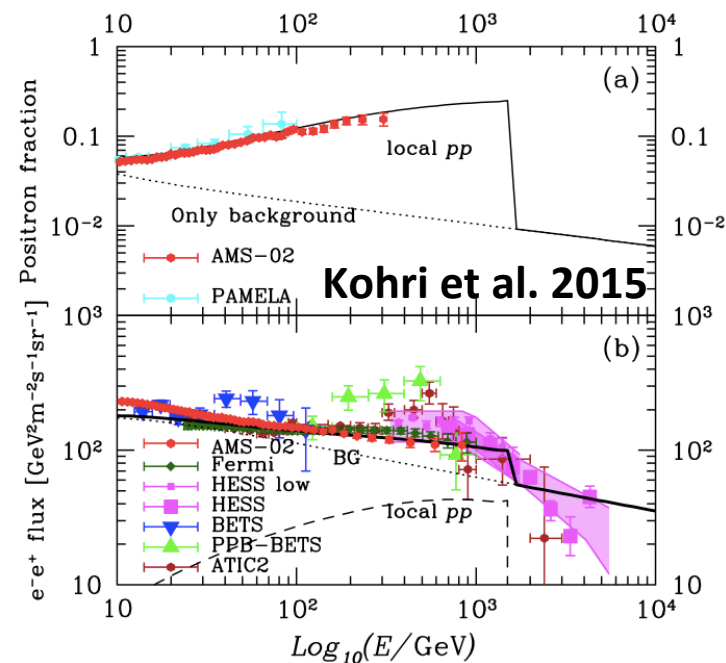 10 10² 10³ 10⁴
1 (a) 1
0.1 0.1
local pp
10⁻² Only background 10⁻²
AMS-02
PAMELA
Kohri et al. 2015
Positron fraction
10³ 10³
(b)
10² 10²
AMS-02
BG
Fermi
HESS low
HESS
local pp
BETS
PPB-BETS
ATIC2
10 10
e⁻e⁺ flux [GeV²m⁻²s⁻¹sr⁻¹]
10 10² 10³ 10⁴
Log₁₀(E/GeV)